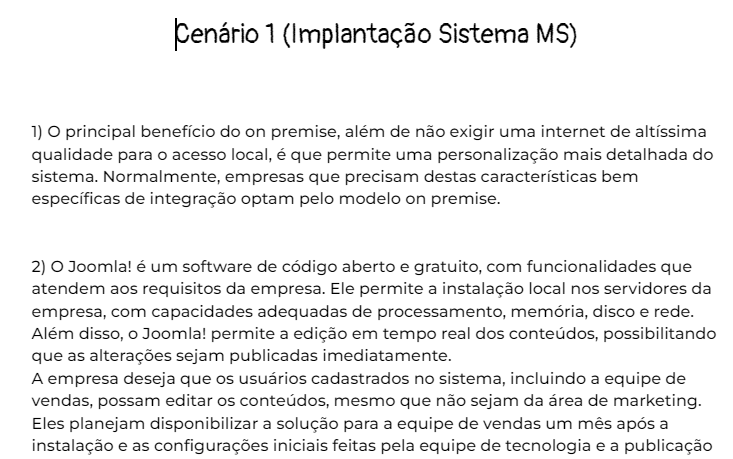 Cenário 1 (Implantação Sistema MS)
1) O principal benefício do on premise, além de não exigir uma internet de altíssima
qualidade para o acesso local, é que permite uma personalização mais detalhada do
sistema. Normalmente, empresas que precisam destas características bem
específicas de integração optam pelo modelo on premise.
2) O Joomla! é um software de código aberto e gratuito, com funcionalidades que
atendem aos requisitos da empresa. Ele permite a instalação local nos servidores da
empresa, com capacidades adequadas de processamento, memória, disco e rede.
Além disso, o Joomla! permite a edição em tempo real dos conteúdos, possibilitando
que as alterações sejam publicadas imediatamente.
A empresa deseja que os usuários cadastrados no sistema, incluindo a equipe de
vendas, possam editar os conteúdos, mesmo que não sejam da área de marketing.
Eles planejam disponibilizar a solução para a equipe de vendas um mês após a
instalação e as configurações iniciais feitas pela equipe de tecnologia e a publicação